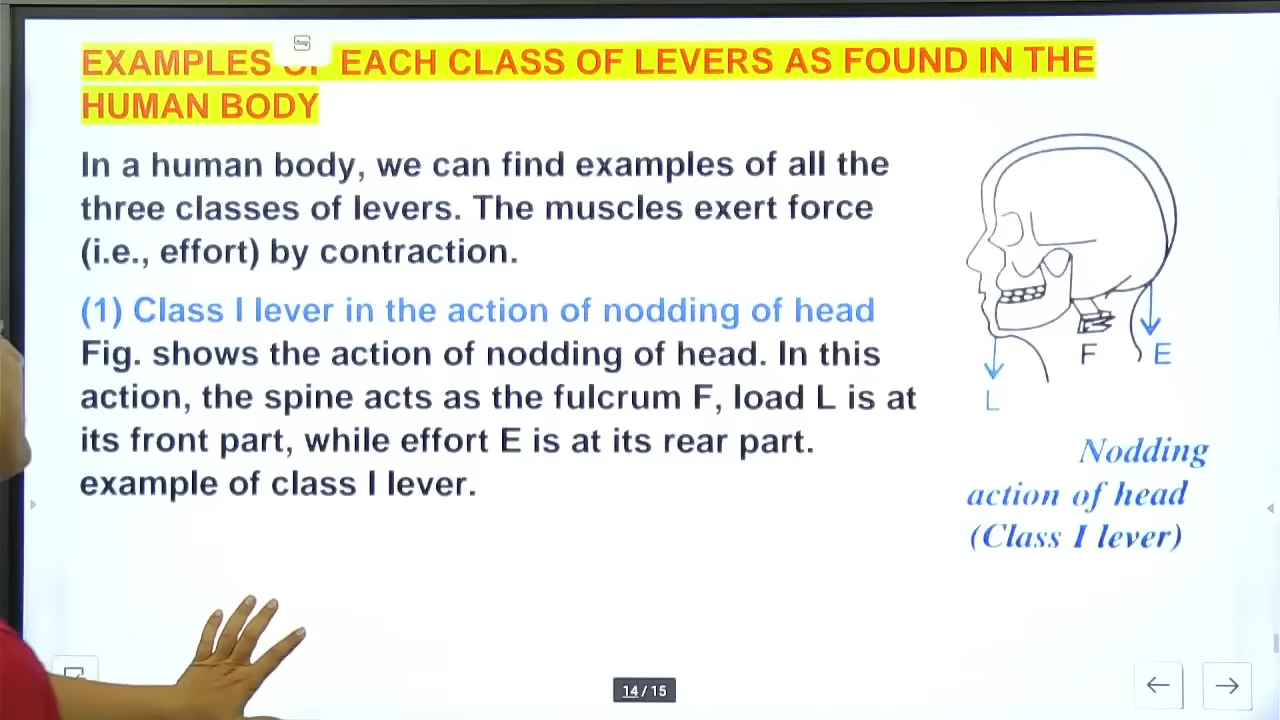 EXAMPLES EACH CLASS OF LEVERS AS FOUND IN THE
HUMAN BODY
In a human body, we can find examples of all the
three classes of levers. The muscles exert force
(i.e., effort) by contraction.
(1) Class I lever in the action of nodding of head
Fig. shows the action of nodding of head. In this
action, the spine acts as the fulcrum F, load L is at
its front part, while effort E is at its rear part.
example of class I lever.
F
E
L
Nodding
action of head
(Class I lever)
14/15